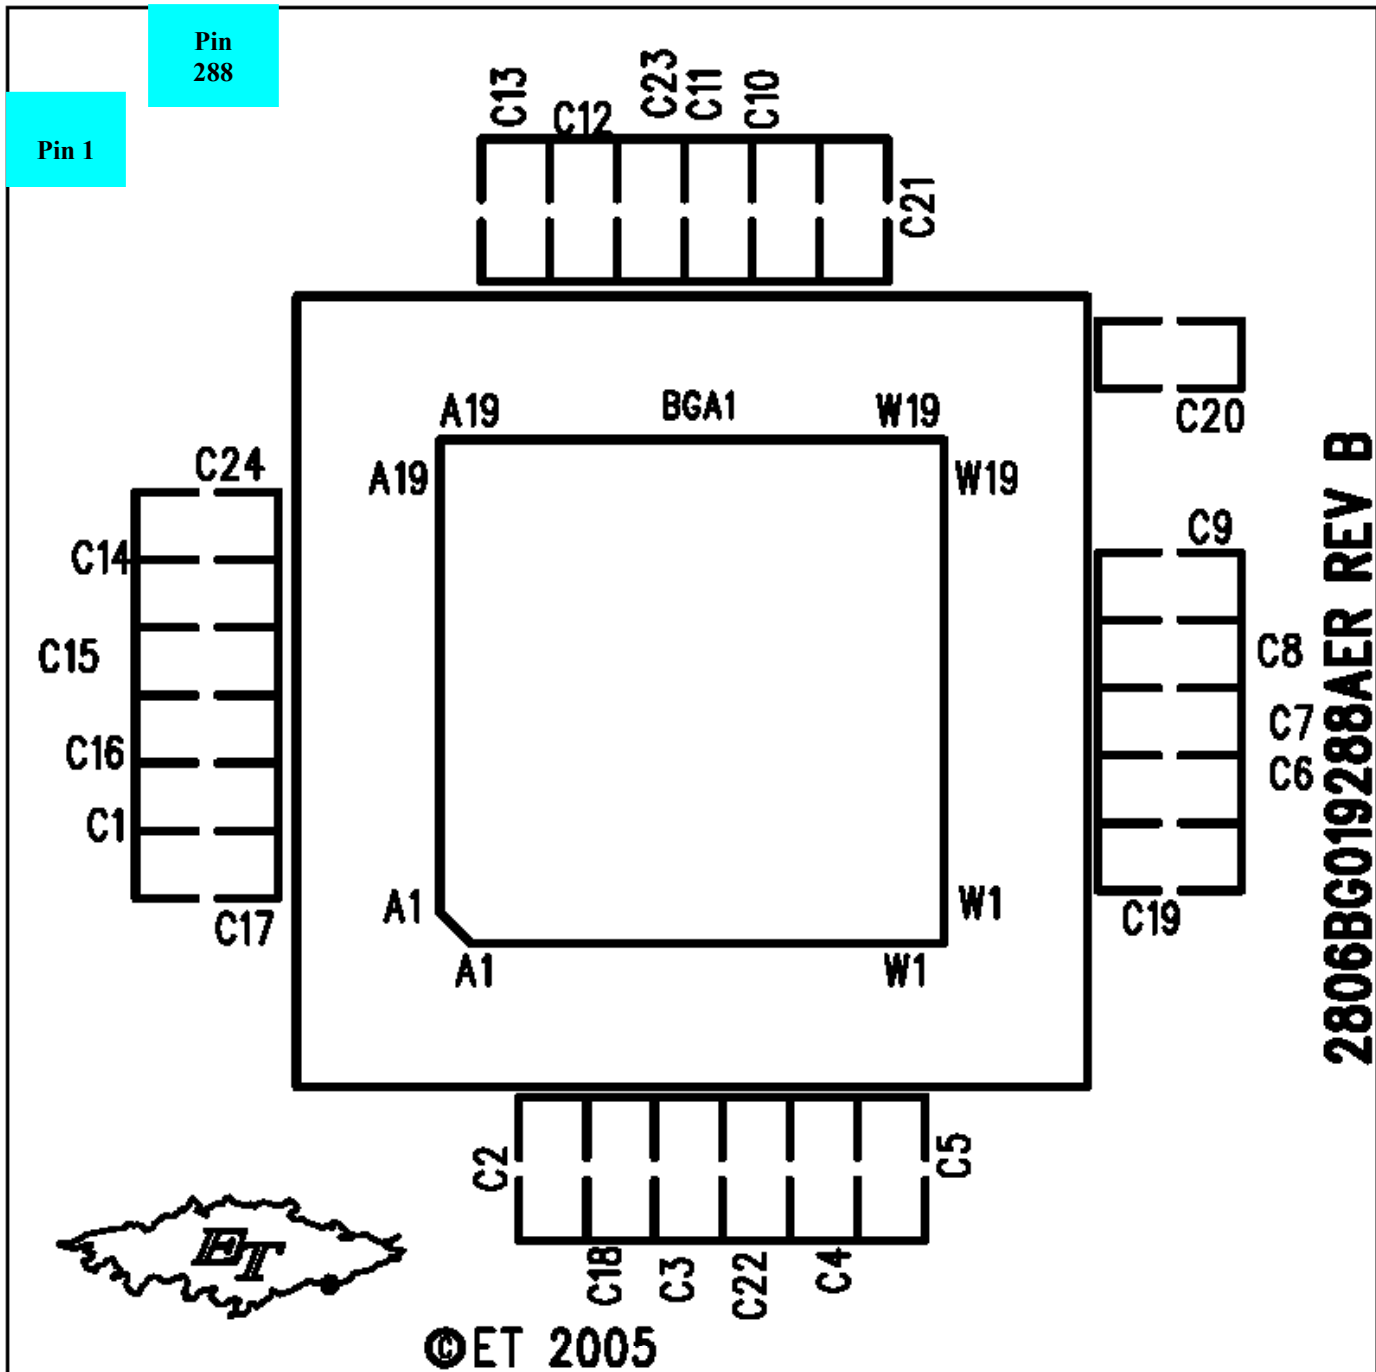 Pin
288
Pin 1
C13
C12
C23
C11
C10
C21
C20
A19
BGA1
W19
A19
W19
C24
C14
C15
C16
C1
C17
C9
C8
C7
C6
C19
A1
W1
A1
W1
2806BG019288AER REV B
C2
C18
C3
C22
C4
C5
ET
©ET 2005